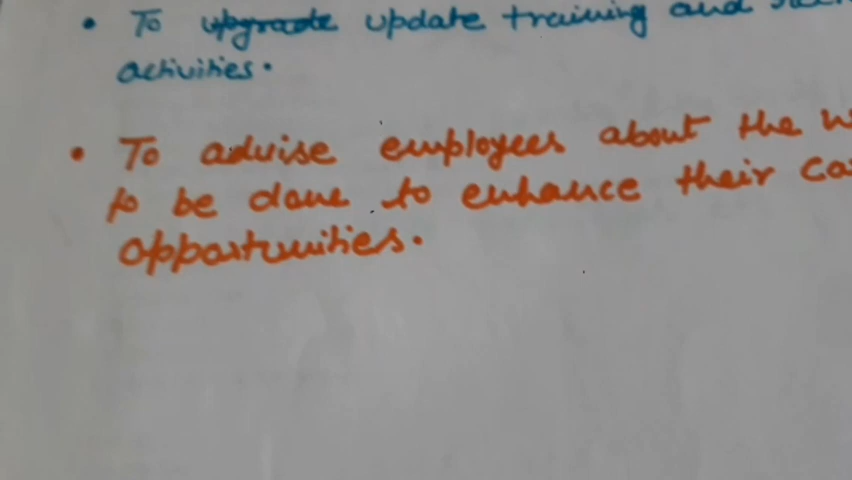 • To upgrade update training and
activities.
• To advise employees about the
to be done to enhance their
opportunities.